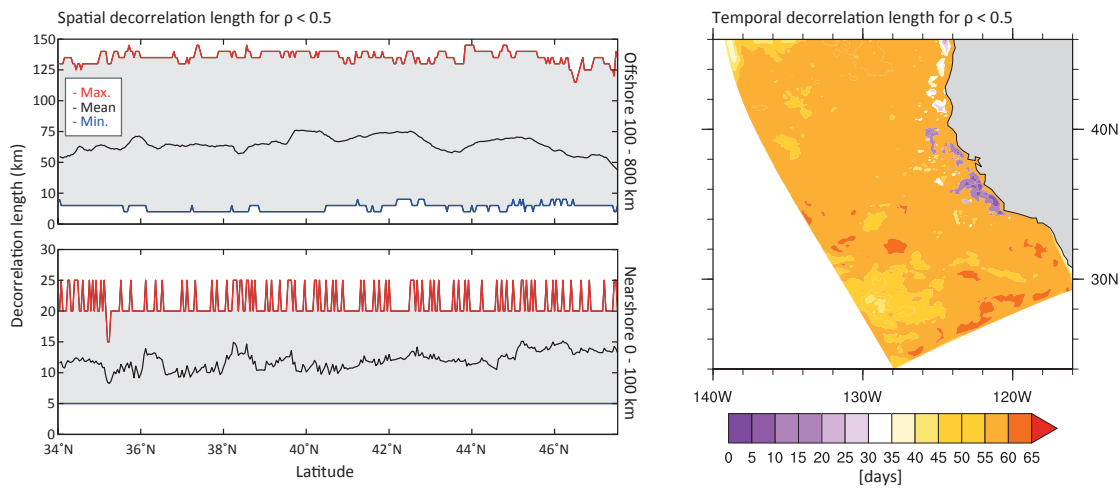 Spatial decorrelation length for ρ < 0.5
150
125
100
75
50
10
0
- Max.
- Mean
- Min.
Offshore 100 - 800 km
Decorrelation length (km)
30
25
20
15
10
5
0
Nearshore 0 - 100 km
34˚N 36˚N 38˚N 40˚N 42˚N 44˚N 46˚N
Latitude
Temporal decorrelation length for ρ < 0.5
40N
30N
140W 130W 120W
0 5 10 15 20 25 30 35 40 45 50 55 60 65
[days]